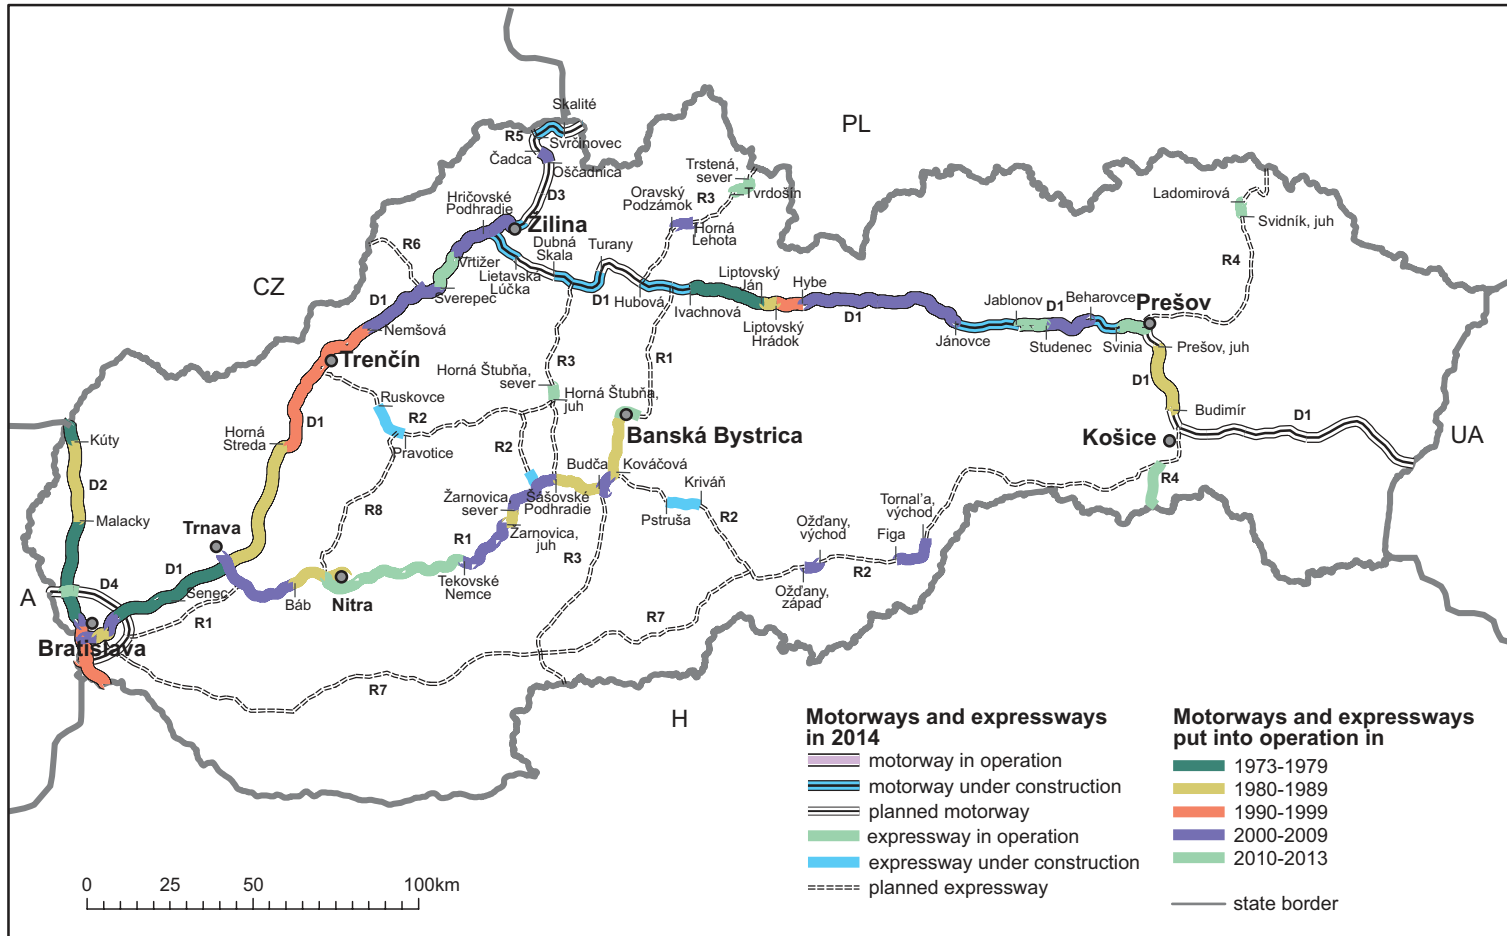 Skalité
PL
R5
Svrčinovec
Čadca
Oščadnica
Trstená,
sever
Tvrdošín
D3
Hričovské
Podhradie
Žilina
Oravský
Podzámok
R3
Horná
Lehota
Ladomirová
Svidník, juh
R4
R6
CZ
Vrtižer
Dubná
Skala
Turany
Lietavská
Lúčka
Sverepec
D1
Nemšová
D1
Hubová
Liptovský
Ján
Hybe
Ivachnová
Liptovský
Hrádok
D1
Jablonov
D1
Beharovce
Prešov
Jánovce
Studenec
Svinia
Prešov, juh
Trenčín
R3
R1
D1
Horná Štubňa,
sever
Horná Štubňa,
juh
Ruskovce
R2
Pravotice
D1
Horná
Streda
Banská Bystrica
Budimír
D1
Košice
UA
Kúty
D2
Malacky
R2
Budča
Kováčová
Kriváň
Pstruša
R2
R4
Žarnovica,
sever
Šášovské
Podhradie
Žarnovica,
juh
R8
Trnava
R1
R3
Tekovské
Nemce
Tornal'a,
východ
Ožďany,
východ
Figa
R2
Ožďany,
západ
D1
D4
A
Senec
R1
Báb
Nitra
Bratislava
R7
R7
H
Motorways and expressways
in 2014
motorway in operation
motorway under construction
planned motorway
expressway in operation
expressway under construction
planned expressway
Motorways and expressways
put into operation in
1973-1979
1980-1989
1990-1999
2000-2009
2010-2013
state border
0 25 50 100km